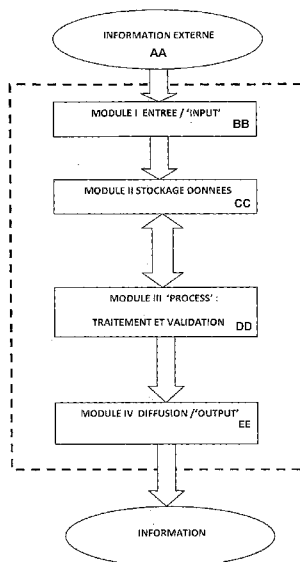 INFORMATION EXTERNE
AA
MODULE I ENTREE / 'INPUT'
BB
MODULE II STOCKAGE DONNEES
CC
MODULE III 'PROCESS' :
TRAITEMENT ET VALIDATION
DD
MODULE IV DIFFUSION /'OUTPUT'
EE
INFORMATION